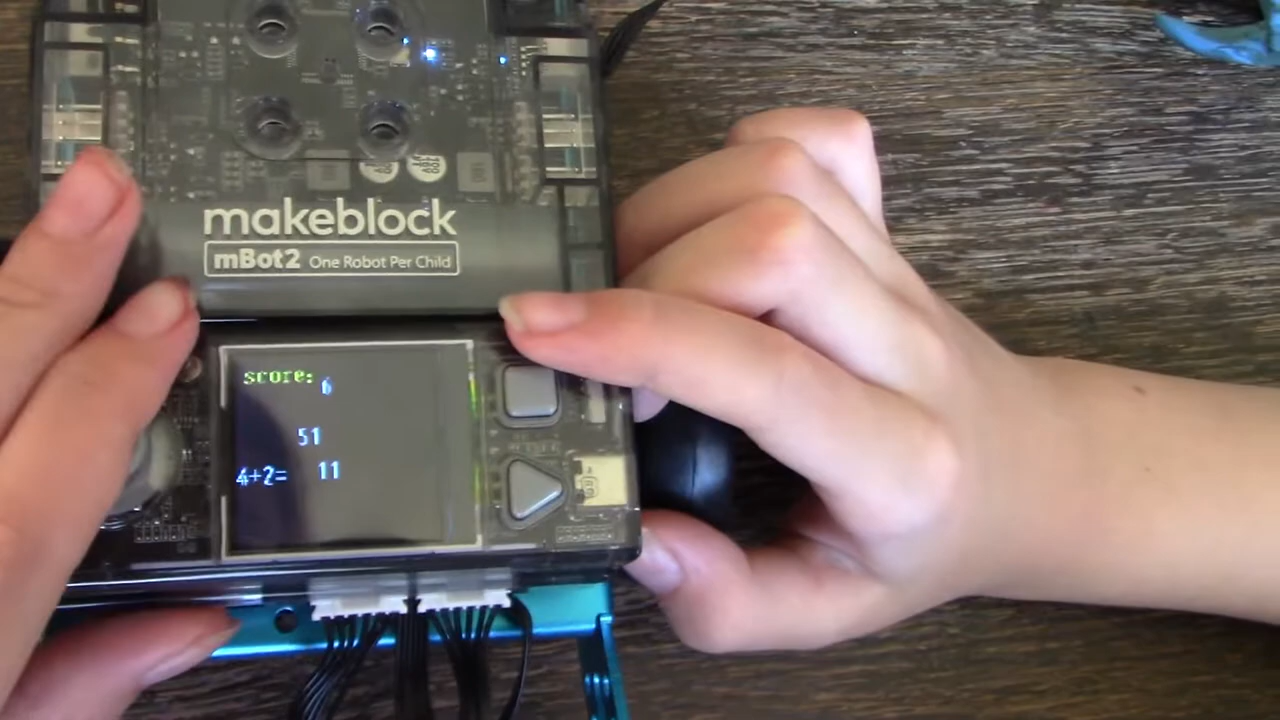 makeblock
mBot2 One Robot Per Child
score: 6
51
4+2= 11